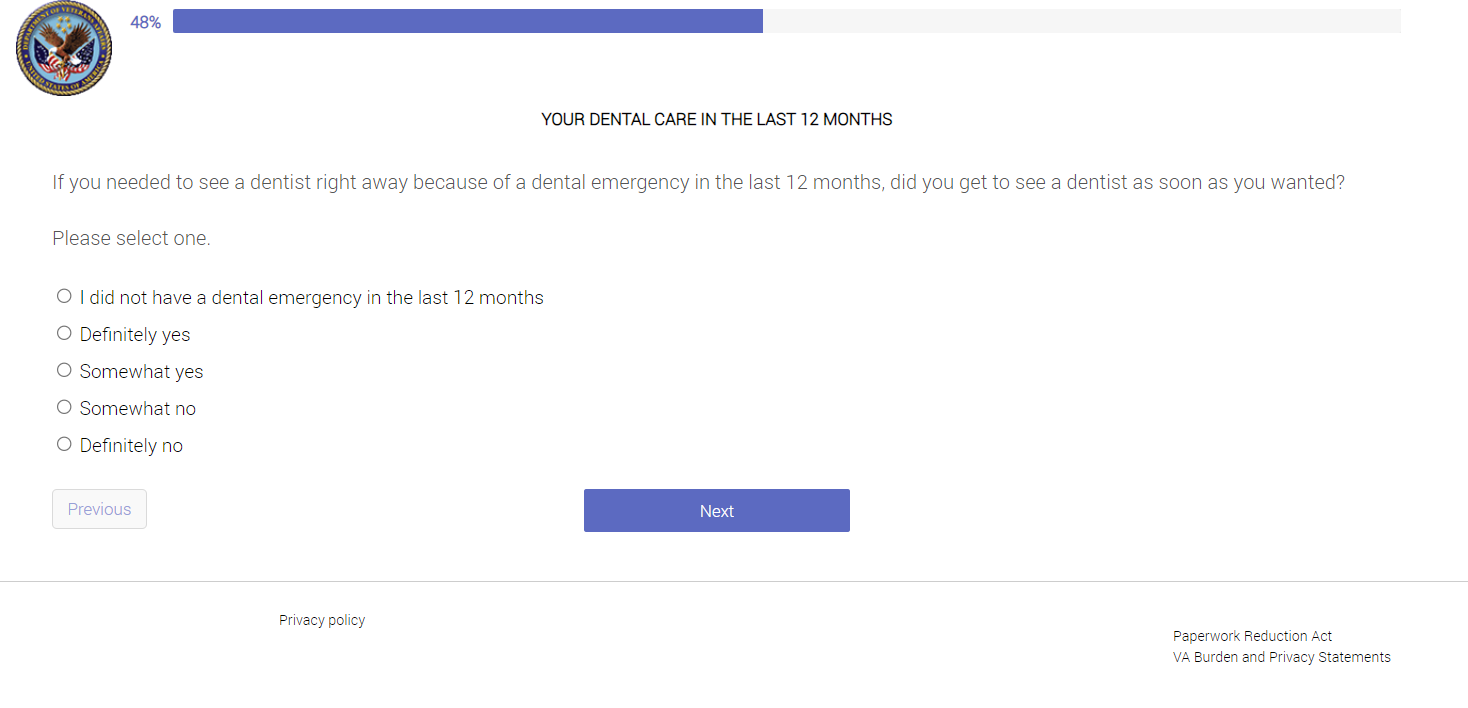 48%
YOUR DENTAL CARE IN THE LAST 12 MONTHS
If you needed to see a dentist right away because of a dental emergency in the last 12 months, did you get to see a dentist as soon as you wanted?
Please select one.
I did not have a dental emergency in the last 12 months
Definitely yes
Somewhat yes
Somewhat no
Definitely no
Previous
Next
Privacy policy
Paperwork Reduction Act
VA Burden and Privacy Statements